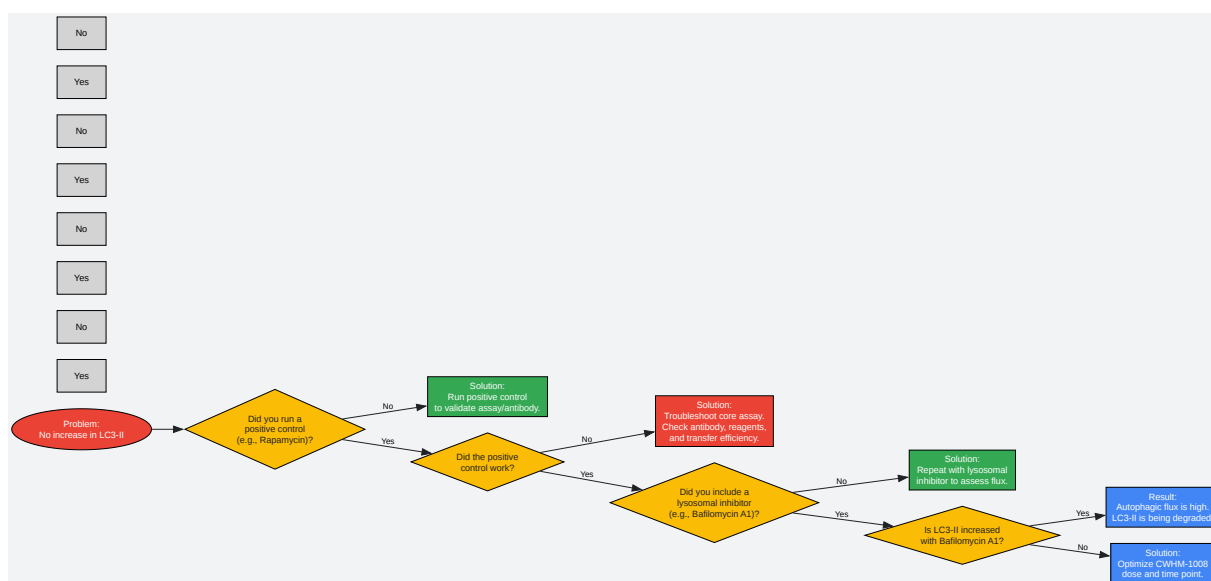 No
Yes
No
Yes
No
Yes
No
Yes
Problem:
No increase in LC3-II
Did you run a
positive control
(e.g., Rapamycin)?
No
Yes
Solution:
Run positive control
to validate assay/antibody.
Did the positive
control work?
No
Yes
Solution:
Troubleshoot core assay.
Check antibody, reagents,
and transfer efficiency.
Did you include a
lysosomal inhibitor
(e.g., Bafilomycin A1)?
No
Yes
Solution:
Repeat with lysosomal
inhibitor to assess flux.
Is LC3-II increased
with Bafilomycin A1?
Yes
No
Result:
Autophagic flux is high.
LC3-II is being degraded
Solution:
Optimize CWHM-1008
dose and time point.